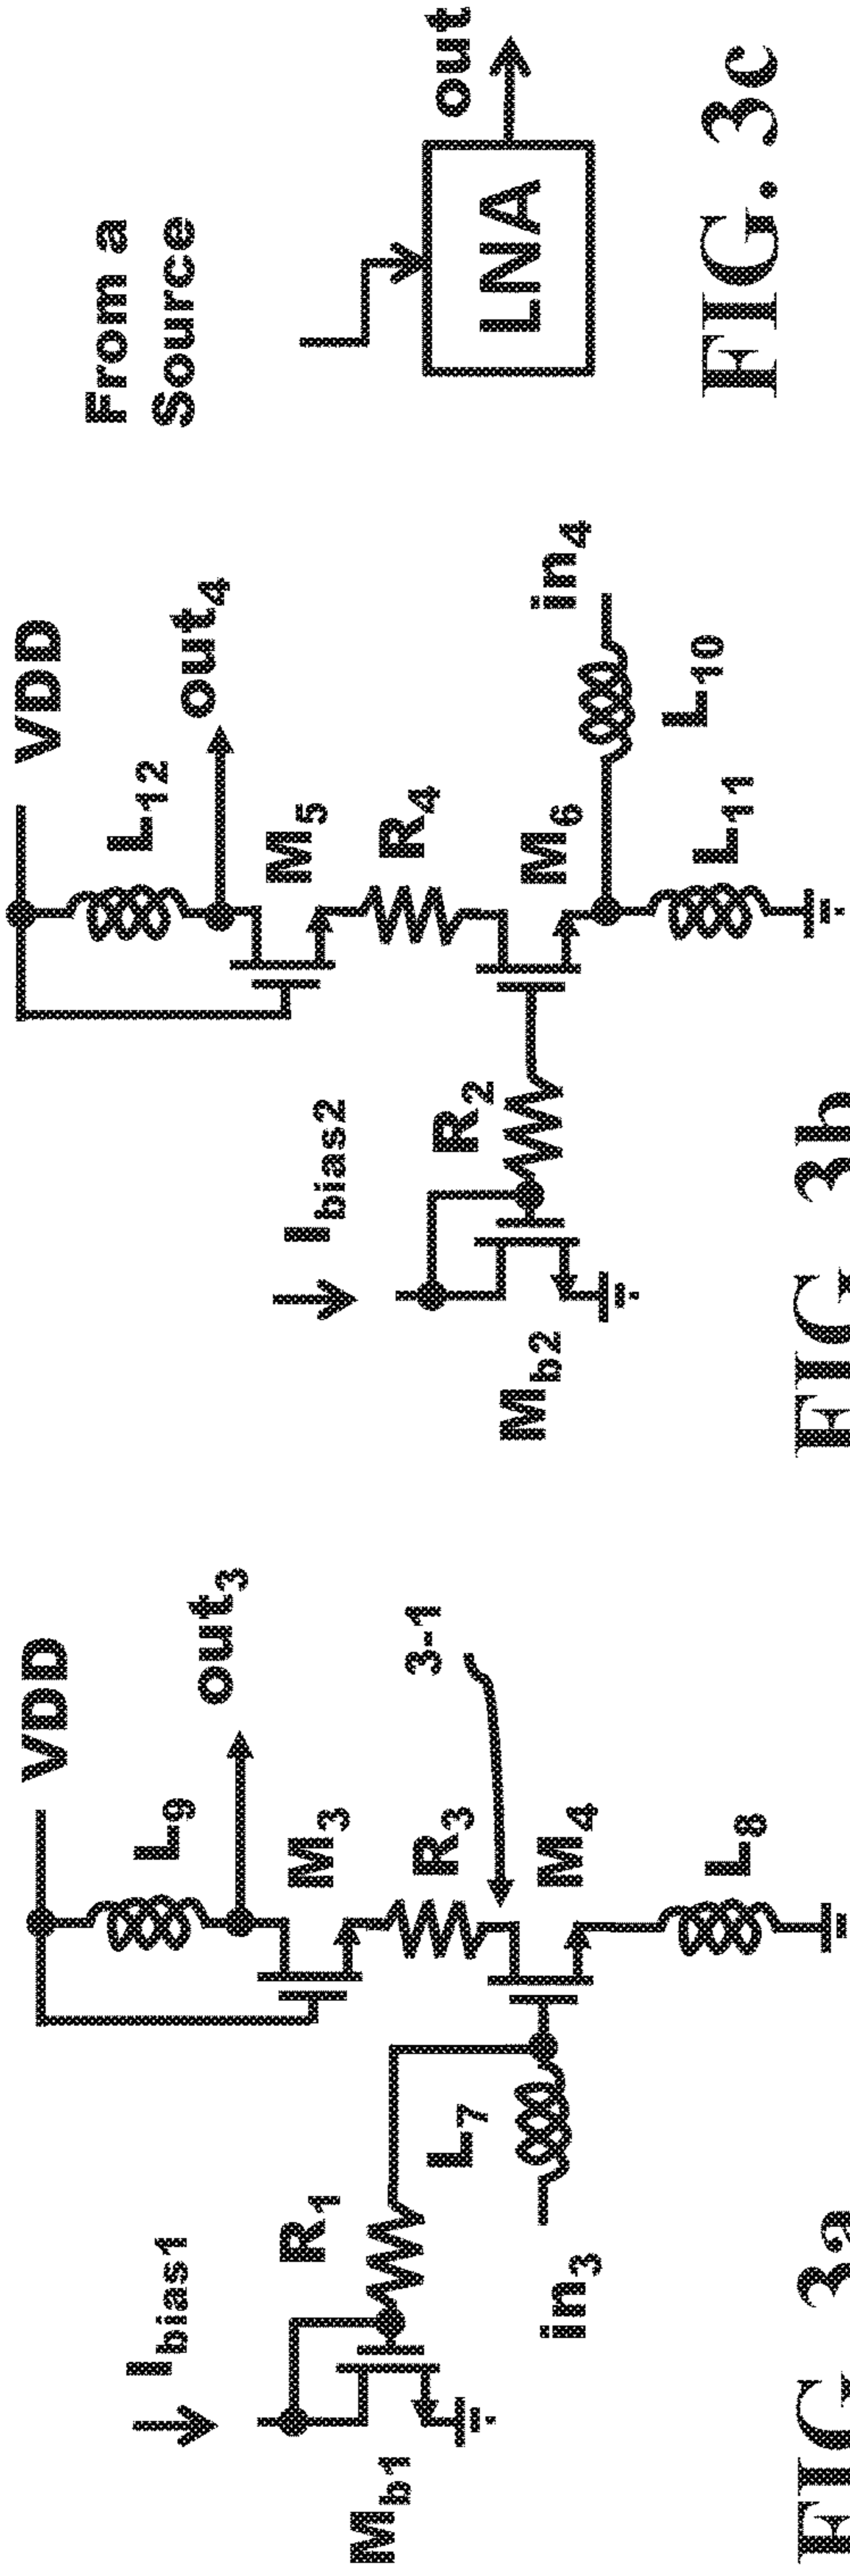 VDD
L9
out3
Ibias1
M3
R1
R3
3-1
L7
Mb1
M4
in3
L8
FIG 3a
VDD
L12
out4
Ibias2
M5
R4
R2
Mb2
M6
in4
L10
L11
FIG 3b
From a
Source
out
LNA
FIG. 3c